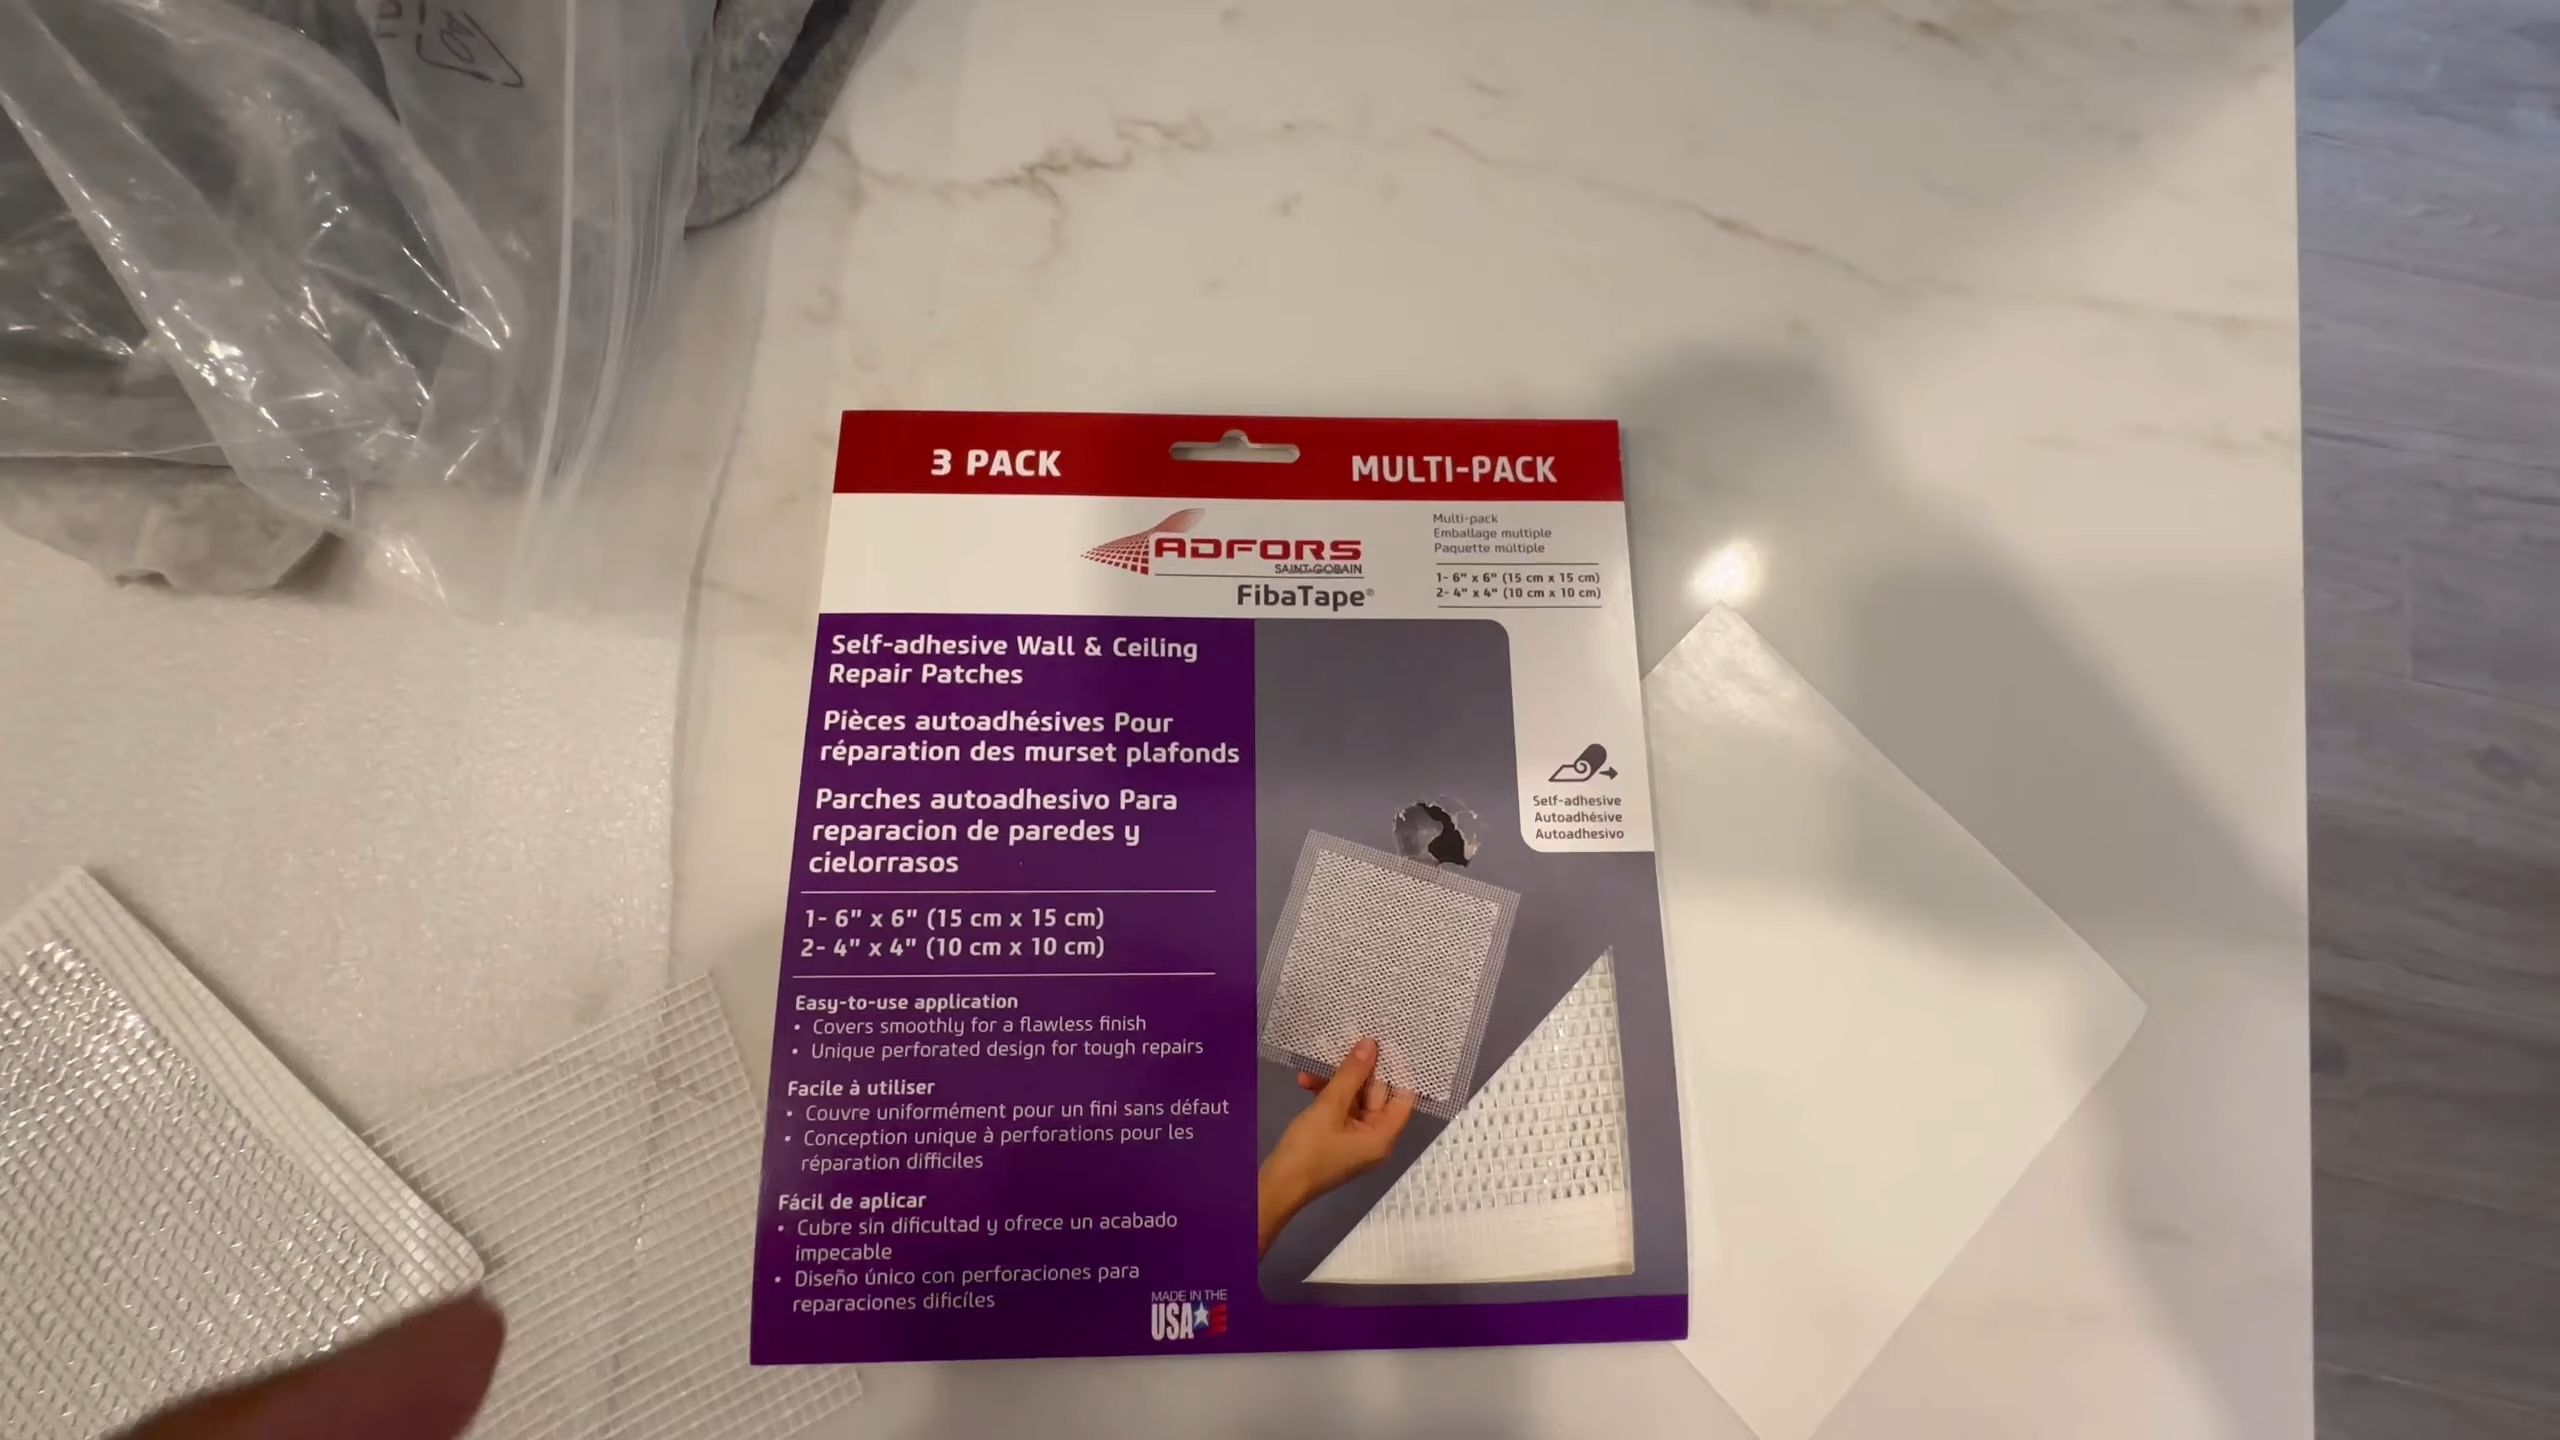 3 PACK
MULTI-PACK
ADFORS
SAINT-GOBAIN
FibaTape®
Multi-pack
Emballage multiple
Paquette múltiple
1- 6" x 6" (15 cm x 15 cm)
2- 4" x 4" (10 cm x 10 cm)
Self-adhesive Wall & Ceiling
Repair Patches
Pièces autoadhésives Pour
réparation des murset plafonds
Parches autoadhesivo Para
reparacion de paredes y
cielorrasos
1- 6" x 6" (15 cm x 15 cm)
2- 4" x 4" (10 cm x 10 cm)
Easy-to-use application
• Covers smoothly for a flawless finish
• Unique perforated design for tough repairs
Facile à utiliser
• Couvre uniformément pour un fini sans défaut
• Conception unique à perforations pour les
réparation difficiles
Fácil de aplicar
• Cubre sin dificultad y ofrece un acabado
impecable
• Diseño único con perforaciones para
reparaciones dificíles
MADE IN THE
USA
Self-adhesive
Autoadhésive
Autoadhesivo